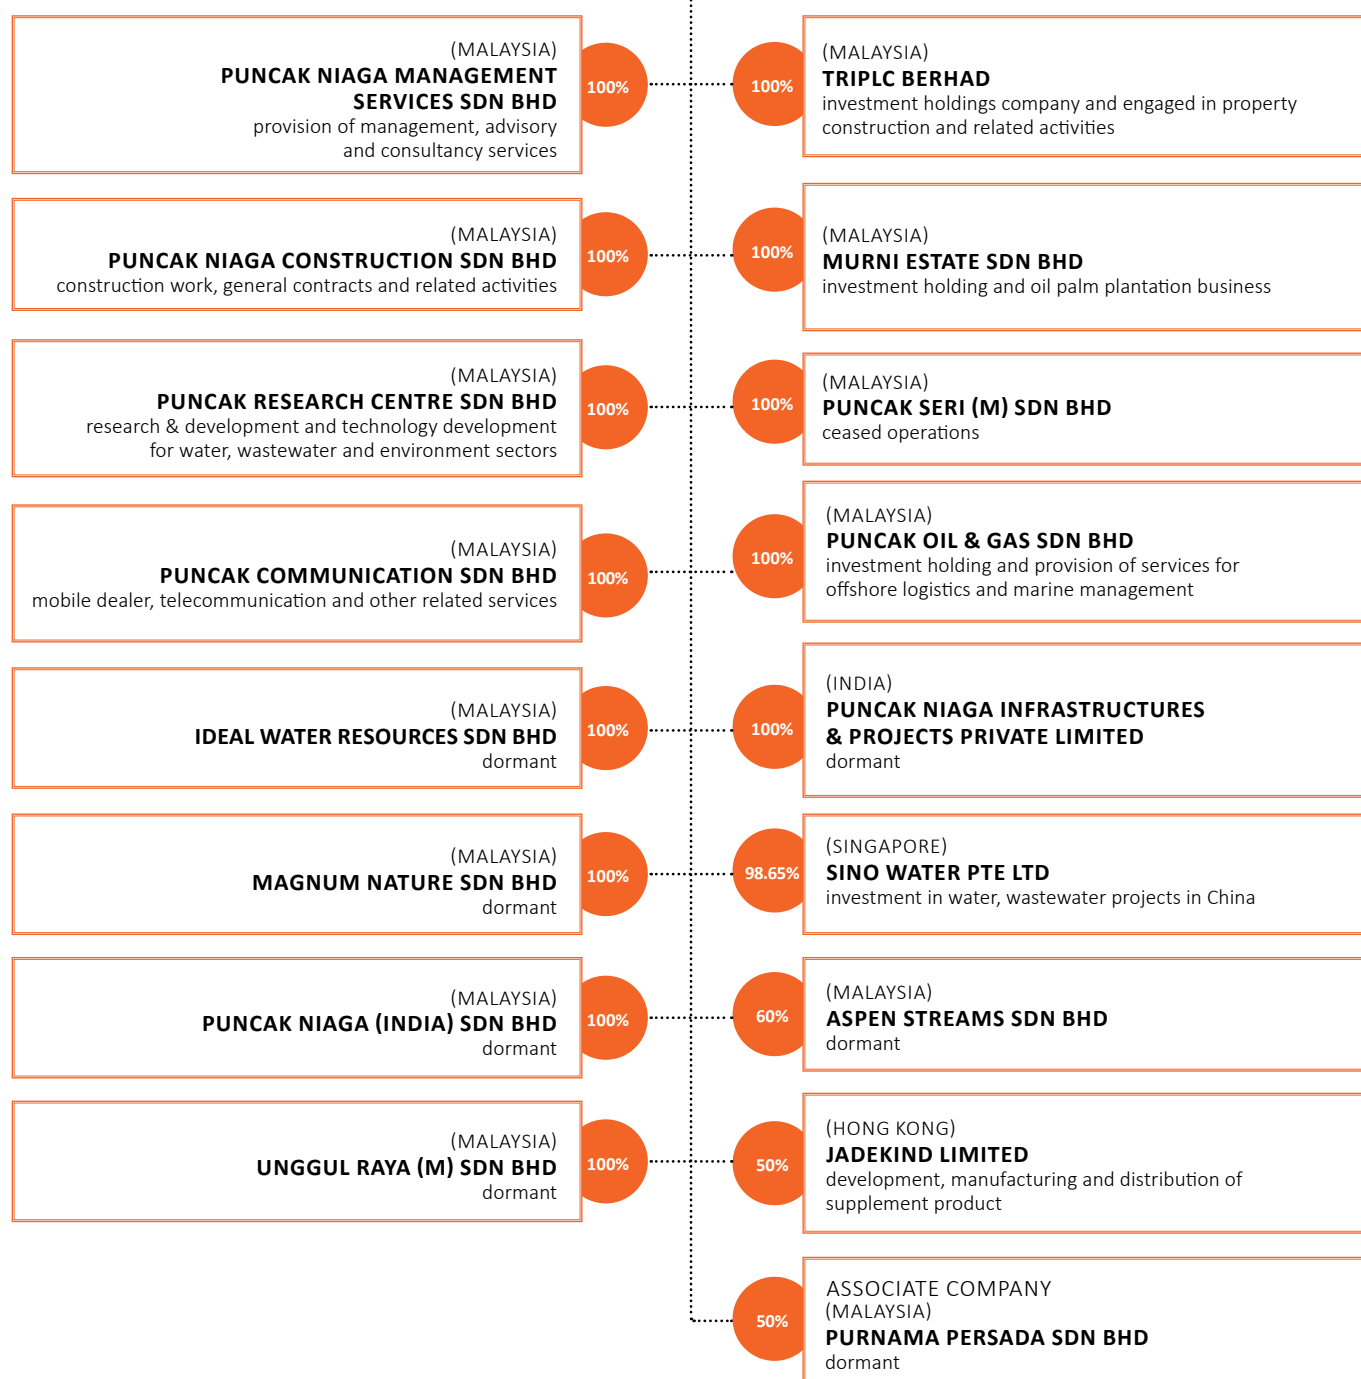 (MALAYSIA)
PUNCAK NIAGA MANAGEMENT
SERVICES SDN BHD
provision of management, advisory
and consultancy services
100%
100%
(MALAYSIA)
TRIPLC BERHAD
investment holdings company and engaged in property
construction and related activities
(MALAYSIA)
PUNCAK NIAGA CONSTRUCTION SDN BHD
construction work, general contracts and related activities
100%
100%
(MALAYSIA)
MURNI ESTATE SDN BHD
investment holding and oil palm plantation business
(MALAYSIA)
PUNCAK RESEARCH CENTRE SDN BHD
research & development and technology development
for water, wastewater and environment sectors
100%
100%
(MALAYSIA)
PUNCAK SERI (M) SDN BHD
ceased operations
(MALAYSIA)
PUNCAK COMMUNICATION SDN BHD
mobile dealer, telecommunication and other related services
100%
100%
(MALAYSIA)
PUNCAK OIL & GAS SDN BHD
investment holding and provision of services for
offshore logistics and marine management
(MALAYSIA)
IDEAL WATER RESOURCES SDN BHD
dormant
100%
100%
(INDIA)
PUNCAK NIAGA INFRASTRUCTURES
& PROJECTS PRIVATE LIMITED
dormant
(MALAYSIA)
MAGNUM NATURE SDN BHD
dormant
100%
98.65%
(SINGAPORE)
SINO WATER PTE LTD
investment in water, wastewater projects in China
(MALAYSIA)
PUNCAK NIAGA (INDIA) SDN BHD
dormant
100%
60%
(MALAYSIA)
ASPEN STREAMS SDN BHD
dormant
(MALAYSIA)
UNGGUL RAYA (M) SDN BHD
dormant
100%
50%
(HONG KONG)
JADEKIND LIMITED
development, manufacturing and distribution of
supplement product
50%
ASSOCIATE COMPANY
(MALAYSIA)
PURNAMA PERSADA SDN BHD
dormant